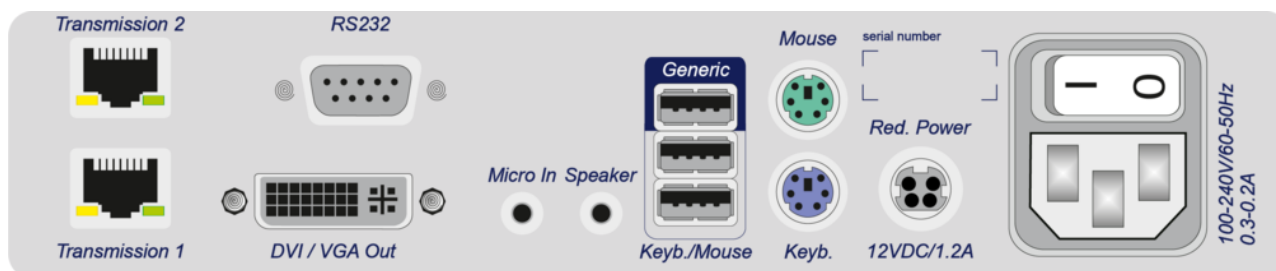 Transmission 2
RS232
Mouse
serial number
Generic
Red. Power
Micro In
Speaker
Transmission 1
DVI / VGA Out
Keyb./Mouse
Keyb.
12VDC/1.2A
I
O
100-240V/60-50Hz
0.3-0.2A